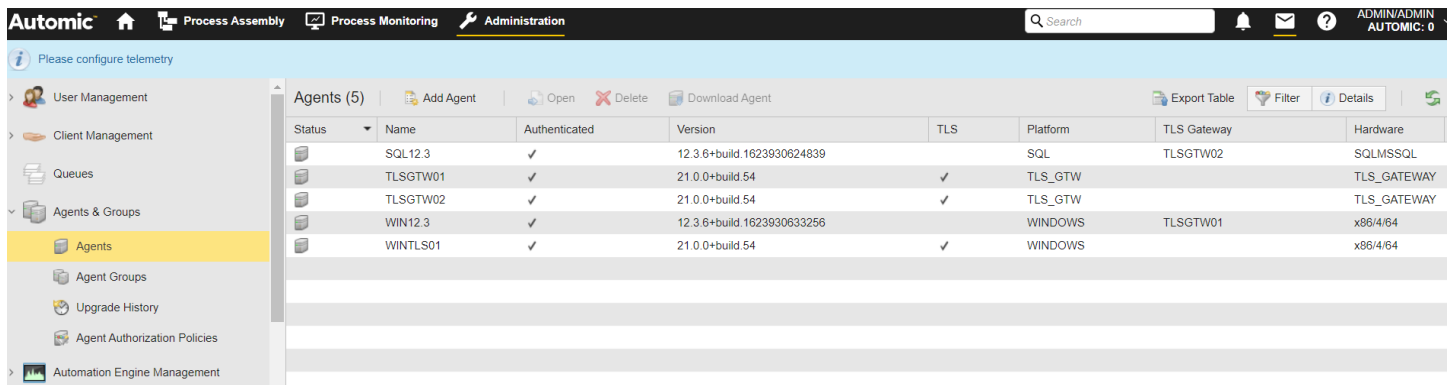 Automic Process Assembly Process Monitoring Administration Search ADMIN/ADMIN
AUTOMIC: 0
Please configure telemetry
User Management
Client Management
Queues
Agents & Groups
Agents
Agent Groups
Upgrade History
Agent Authorization Policies
Automation Engine Management
Agents (5) Add Agent Open Delete Download Agent Export Table Filter Details
Status Name Authenticated Version TLS Platform TLS Gateway Hardware
SQL12.3 ✓ 12.3.6+build.1623930624839 SQL TLSGTW02 SQLMSSQL
TLSGTW01 ✓ 21.0.0+build.54 ✓ TLS_GTW TLS_GATEWAY
TLSGTW02 ✓ 21.0.0+build.54 ✓ TLS_GTW TLS_GATEWAY
WIN12.3 ✓ 12.3.6+build.1623930633256 WINDOWS TLSGTW01 x86/4/64
WINTLS01 ✓ 21.0.0+build.54 ✓ WINDOWS x86/4/64